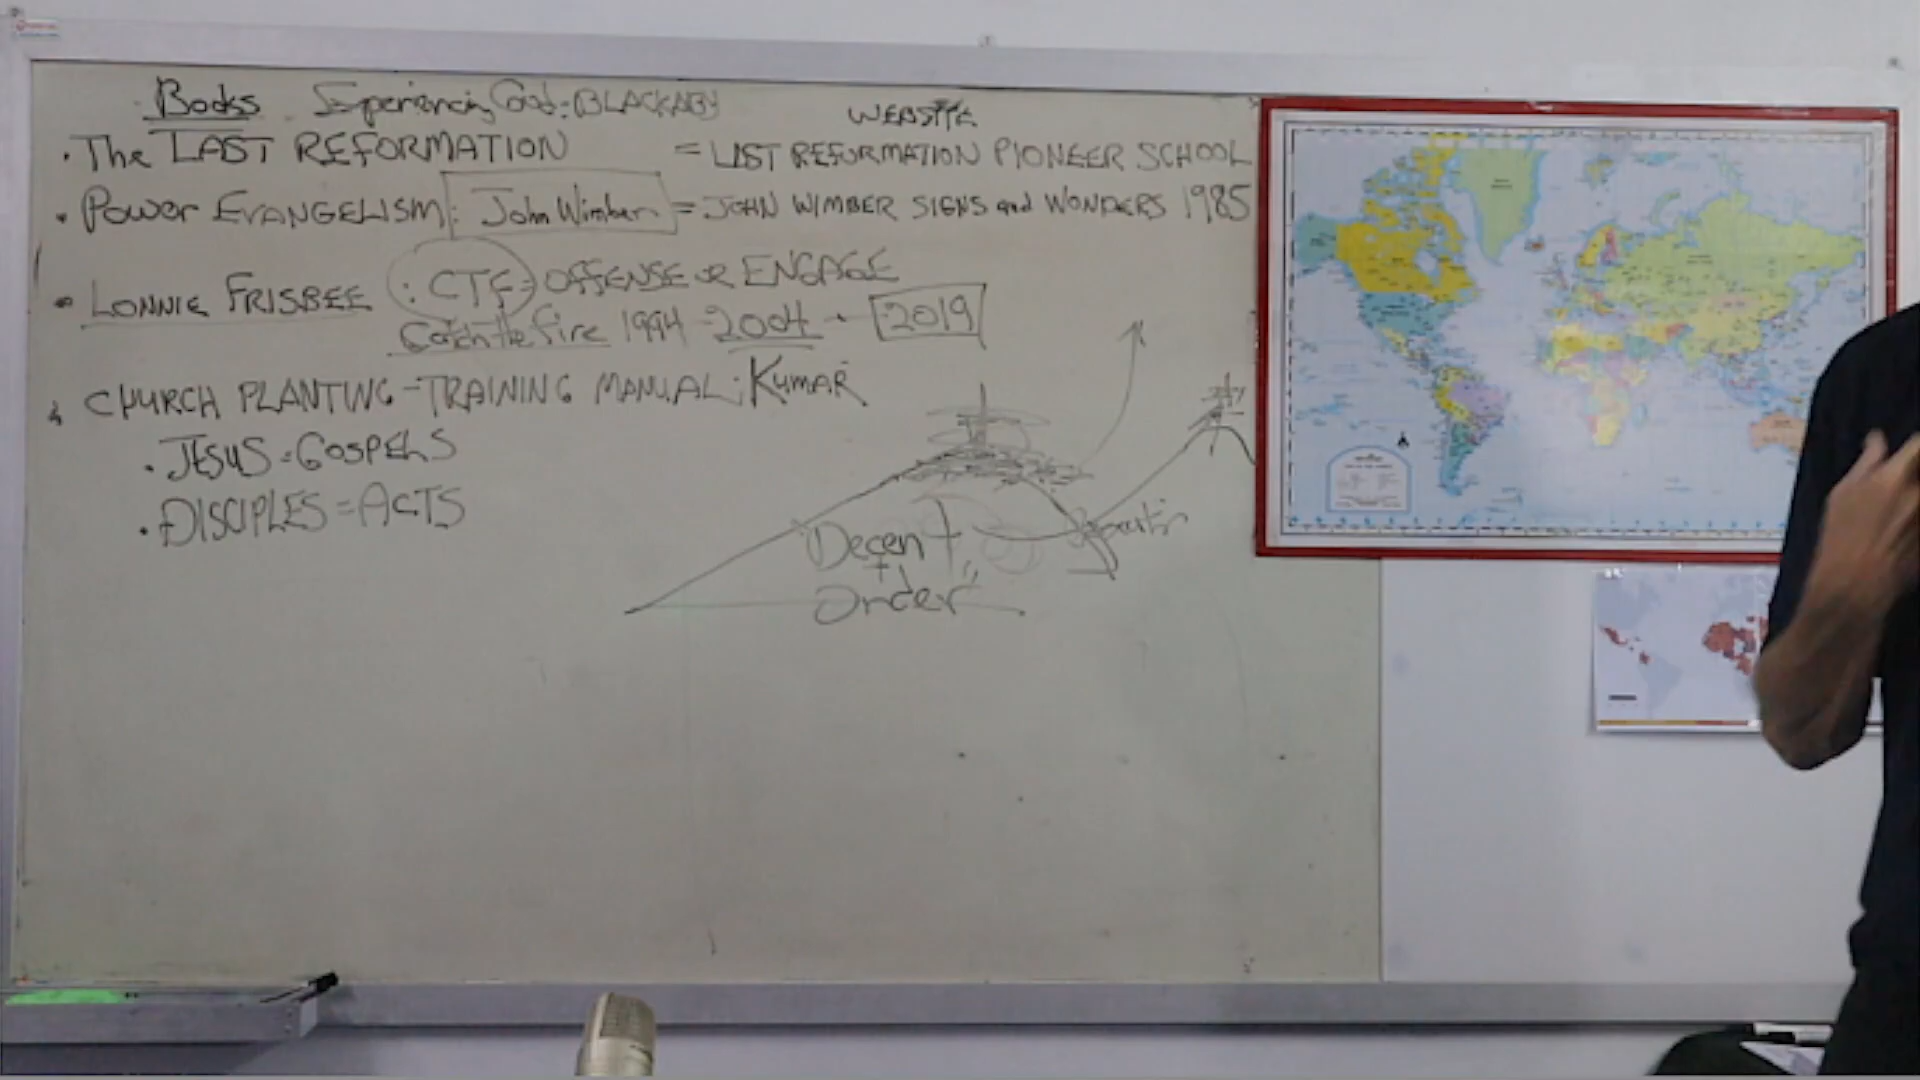 Books . Experiencing God: BLACKABY
WEBSITE
· The LAST REFORMATION = LAST REFORMATION PIONEER SCHOOL
· POWER EVANGELISM: John Wimber = JOHN WIMBER SIGNS and WONDERS 1985
· LONNIE FRISBEE : CTF = OFFENSE OR ENGAGE
Catch the Fire 1994 - 2004 - 2019
· CHURCH PLANTING - TRAINING MANUAL: KUMAR
· JESUS = GOSPELS
· DISCIPLES = ACTS
Decent
+
Order"